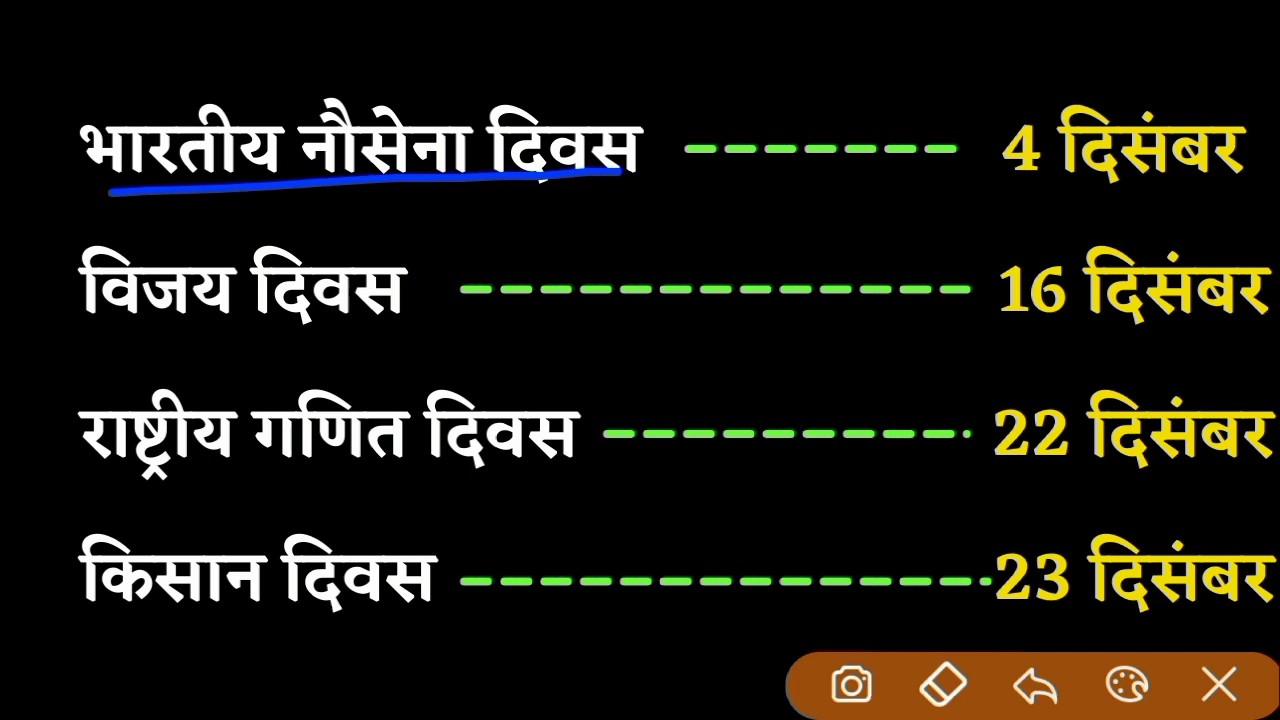 भारतीय नौसेना दिवस ------- 4 दिसंबर
विजय दिवस ------------- 16 दिसंबर
राष्ट्रीय गणित दिवस ---------. 22 दिसंबर
किसान दिवस -------------. 23 दिसंबर